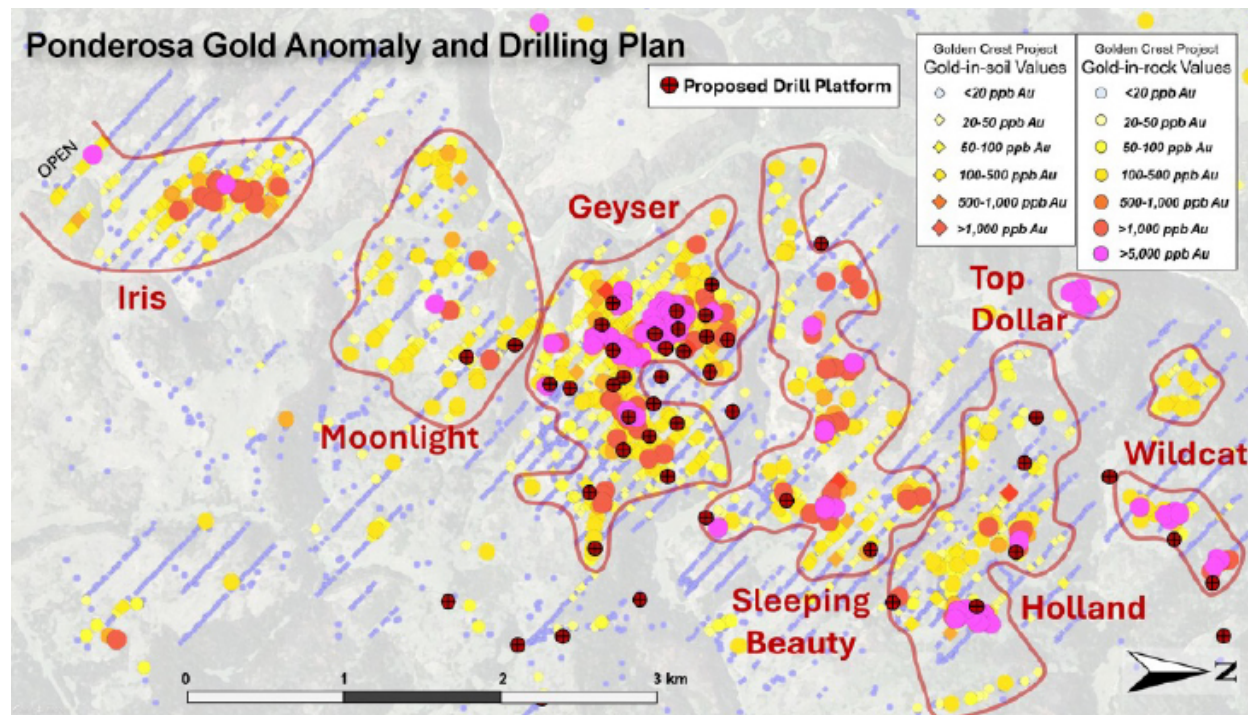 Ponderosa Gold Anomaly and Drilling Plan
Proposed Drill Platform
Golden Crest Project
Gold-in-soil Values
<20 ppb Au
20-50 ppb Au
50-100 ppb Au
100-500 ppb Au
500-1,000 ppb Au
>1,000 ppb Au
Golden Crest Project
Gold-in-rock Values
<20 ppb Au
20-50 ppb Au
50-100 ppb Au
100-500 ppb Au
500-1,000 ppb Au
>1,000 ppb Au
>5,000 ppb Au
OPEN
Iris
Moonlight
Geyser
Top
Dollar
Wildcat
Sleeping
Beauty
Holland
0 1 2 3 km
N